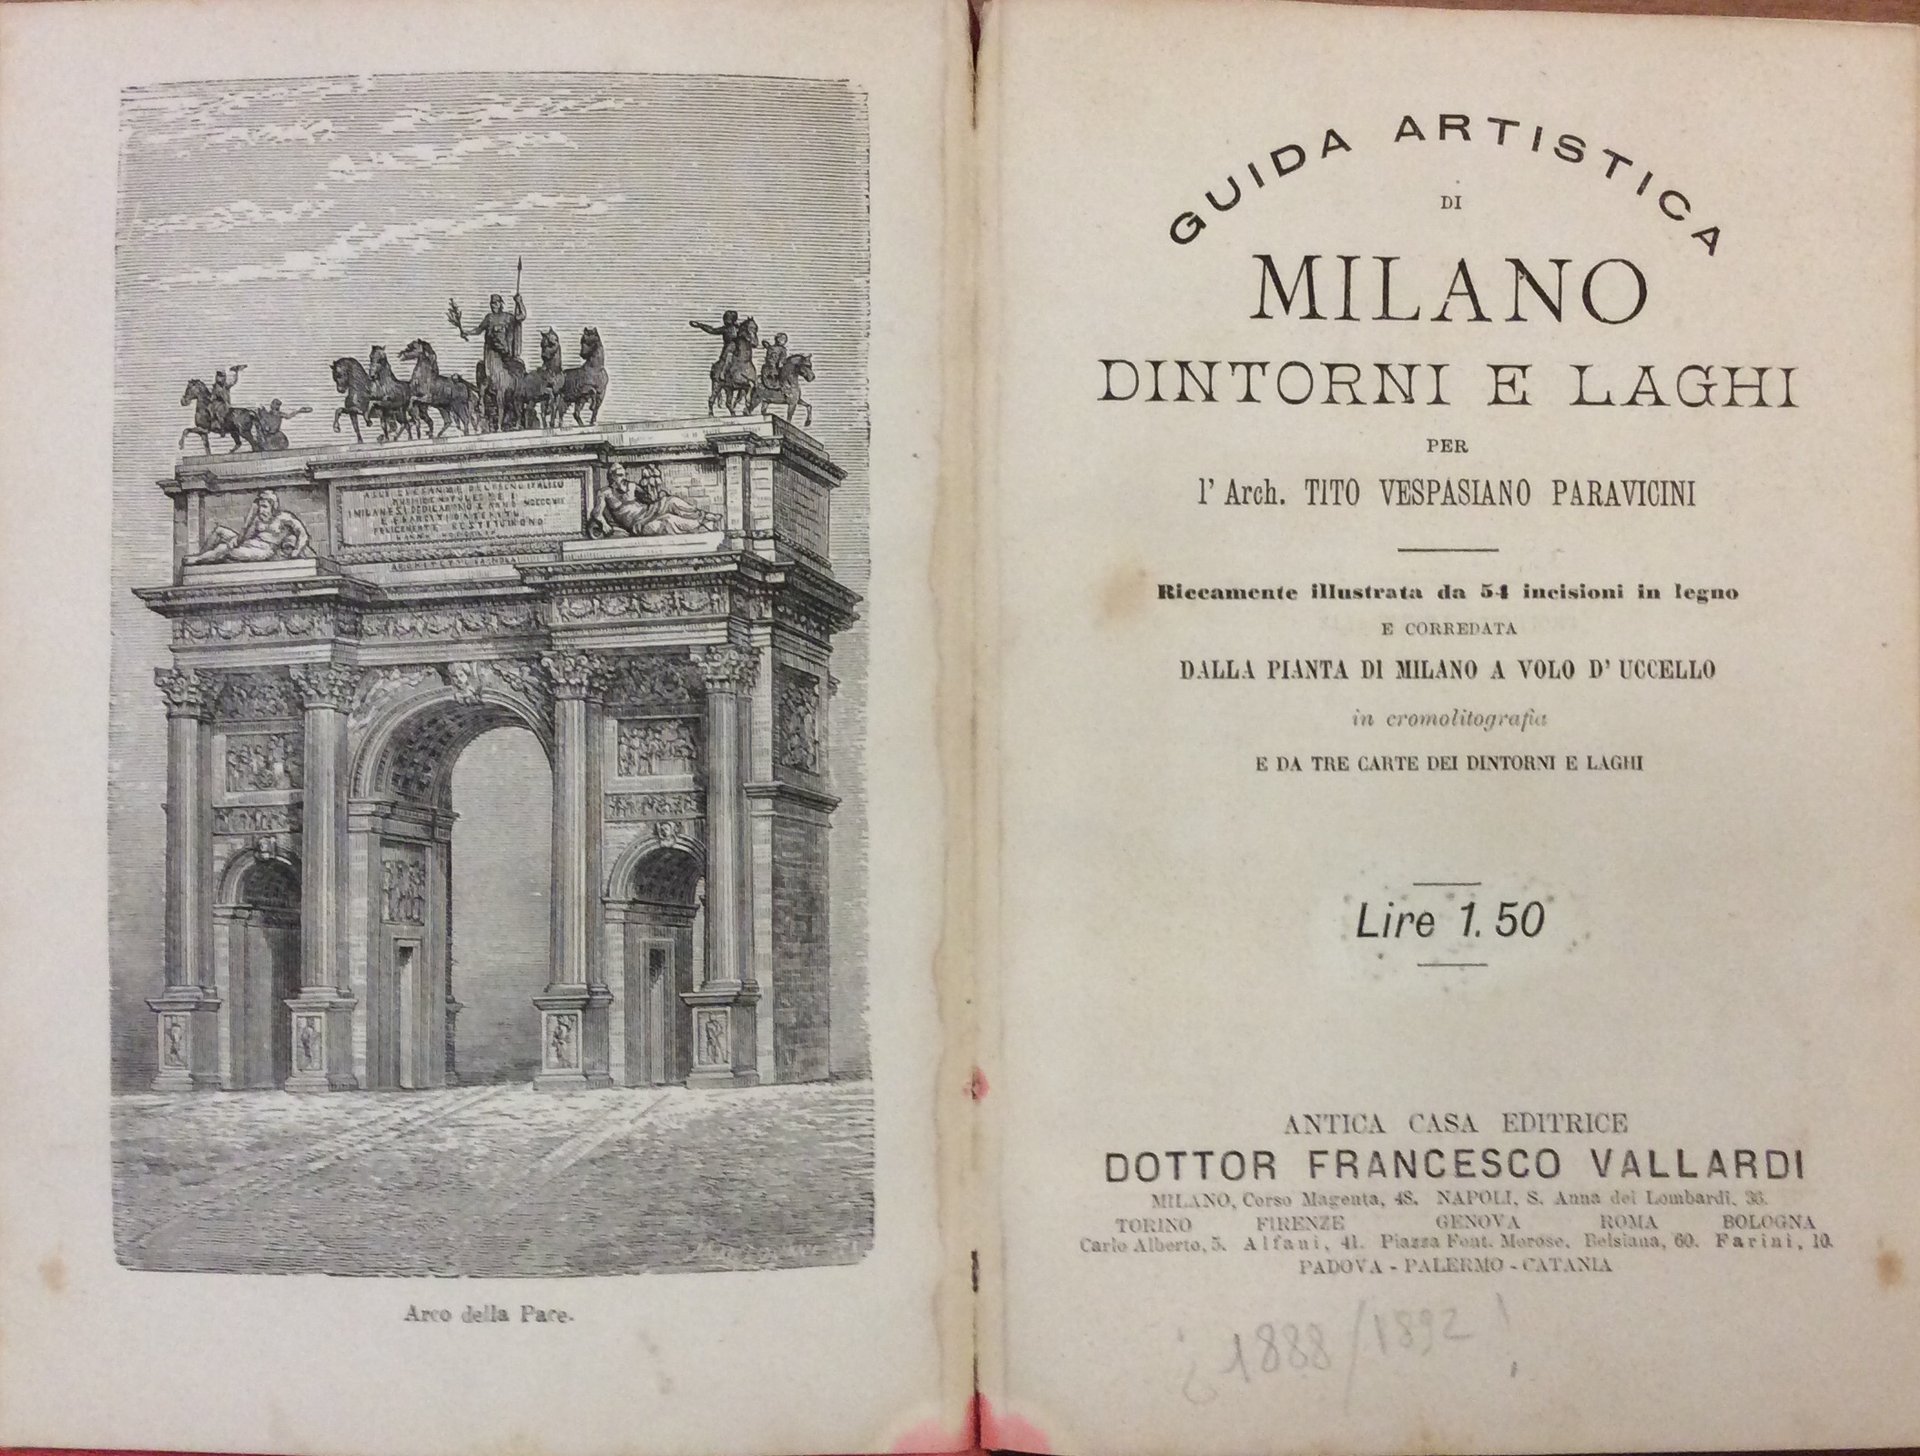 Arco della Pace.
GUIDA ARTISTICA
DI
MILANO
DINTORNI E LAGHI
PER
l' Arch. TITO VESPASIANO PARAVICINI
Riccamente illustrata da 54 incisioni in legno
E CORREDATA
DALLA PIANTA DI MILANO A VOLO D' UCCELLO
in cromolitografia
E DA TRE CARTE DEI DINTORNI E LAGHI
Lire 1.50
ANTICA CASA EDITRICE
DOTTOR FRANCESCO VALLARDI
MILANO, Corso Magenta, 48. NAPOLI, S. Anna dei Lombardi, 36.
TORINO FIRENZE GENOVA ROMA BOLOGNA
Carlo Alberto, 5. Alfani, 41. Piazza Font. Morose. Belsiana, 60. Farini, 10.
PADOVA - PALERMO - CATANIA
¿ 1888/1892 !